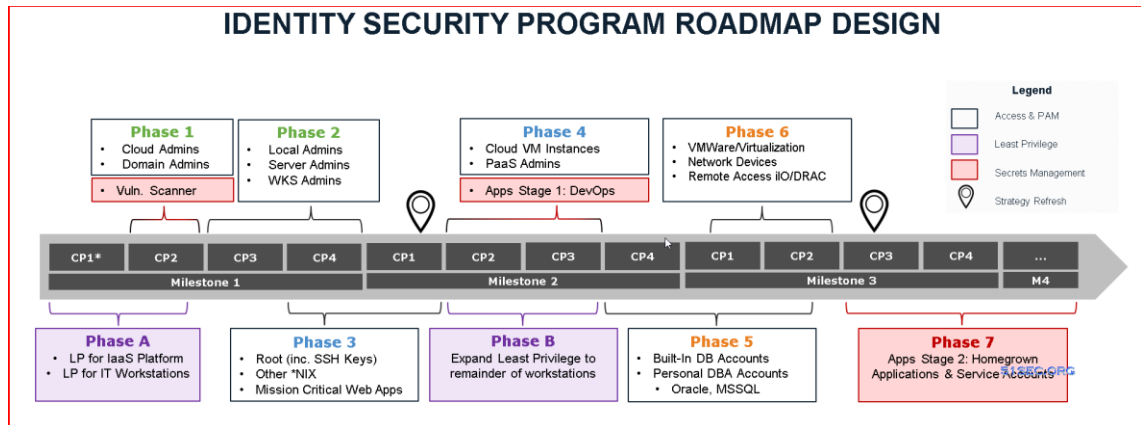 IDENTITY SECURITY PROGRAM ROADMAP DESIGN
Legend
Access & PAM
Least Privilege
Secrets Management
Strategy Refresh
Phase 1
• Cloud Admins
• Domain Admins
• Vuln. Scanner
Phase 2
• Local Admins
• Server Admins
• WKS Admins
Phase 4
• Cloud VM Instances
• PaaS Admins
• Apps Stage 1: DevOps
Phase 6
• VMWare/Virtualization
• Network Devices
• Remote Access ilO/DRAC
CP1* CP2 CP3 CP4 CP1 CP2 CP3 CP4 CP1 CP2 CP3 CP4 ...
Milestone 1 Milestone 2 Milestone 3 M4
Phase A
• LP for IaaS Platform
• LP for IT Workstations
Phase 3
• Root (inc. SSH Keys)
• Other *NIX
• Mission Critical Web Apps
Phase B
Expand Least Privilege to
remainder of workstations
Phase 5
• Built-In DB Accounts
• Personal DBA Accounts
• Oracle, MSSQL
Phase 7
Apps Stage 2: Homegrown
Applications & Service Accounts
51SEC.ORG